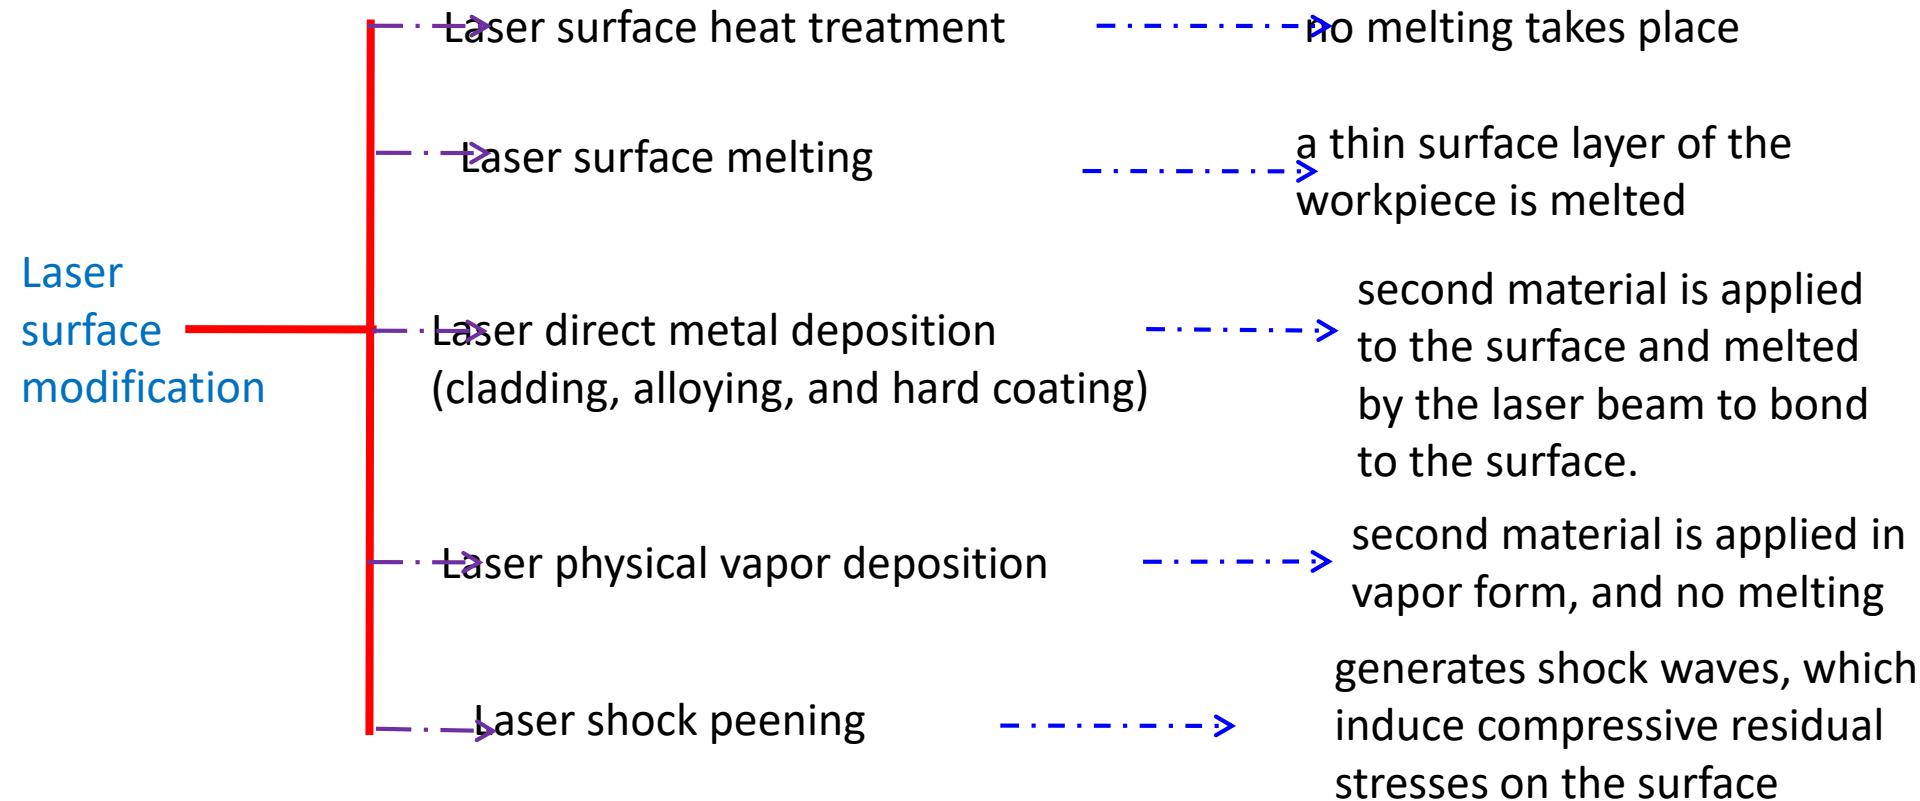 Laser surface heat treatment
no melting takes place
Laser surface melting
a thin surface layer of the
workpiece is melted
Laser
surface
modification
Laser direct metal deposition
(cladding, alloying, and hard coating)
second material is applied
to the surface and melted
by the laser beam to bond
to the surface.
Laser physical vapor deposition
second material is applied in
vapor form, and no melting
Laser shock peening
generates shock waves, which
induce compressive residual
stresses on the surface